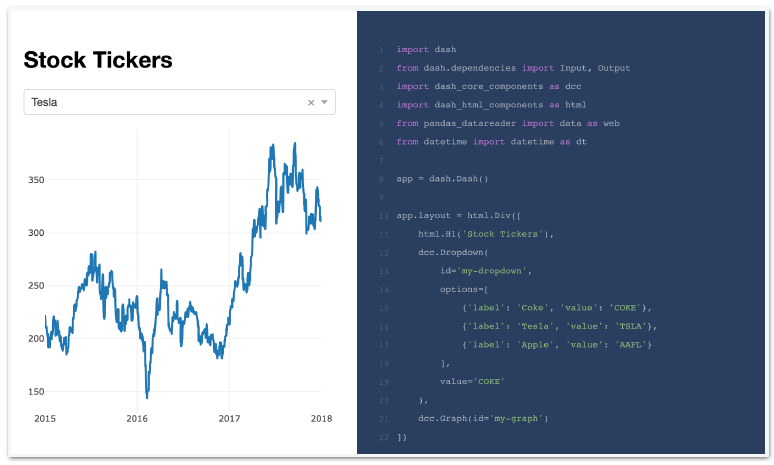 Stock Tickers
Tesla
350
300
250
200
150
2015 2016 2017 2018
1 import dash
2 from dash.dependencies import Input, Output
3 import dash_core_components as dcc
4 import dash_html_components as html
5 from pandas_datareader import data as web
6 from datetime import datetime as dt
7
8 app = dash.Dash()
9
10 app.layout = html.Div([
11     html.H1('Stock Tickers'),
12     dcc.Dropdown(
13         id='my-dropdown',
14         options=[
15             {'label': 'Coke', 'value': 'COKE'},
16             {'label': 'Tesla', 'value': 'TSLA'},
17             {'label': 'Apple', 'value': 'AAPL'}
18         ],
19         value='COKE'
20     ),
21     dcc.Graph(id='my-graph')
22 ])